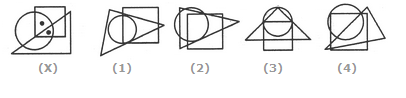 (X) (1) (2) (3) (4)